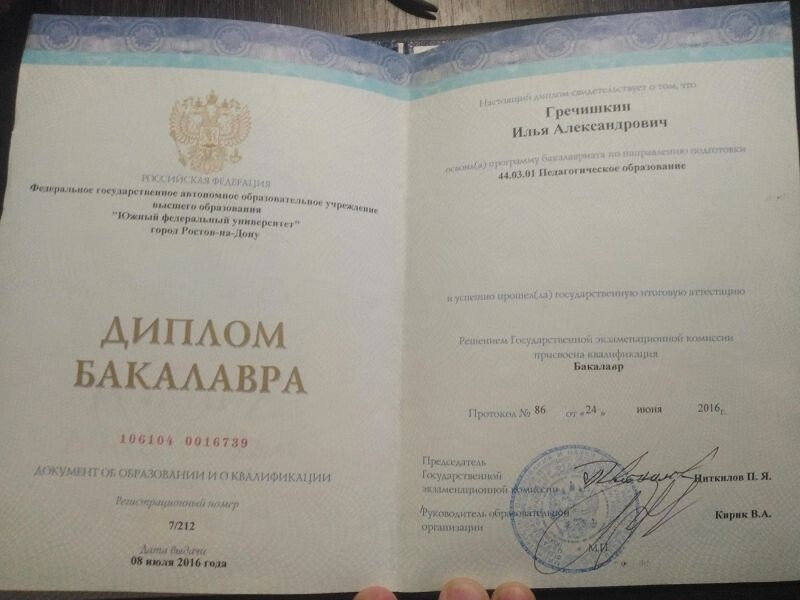 РОССИЙСКАЯ ФЕДЕРАЦИЯ
Федеральное государственное автономное образовательное учреждение
высшего образования
"Южный федеральный университет"
город Ростов-на-Дону
ДИПЛОМ
БАКАЛАВРА
106104 0016739
ДОКУМЕНТ ОБ ОБРАЗОВАНИИ И О КВАЛИФИКАЦИИ
Регистрационный номер
7/212
Дата выдачи
08 июля 2016 года
Настоящий диплом свидетельствует о том, что
Гречишкин
Илья Александрович
освоил(а) программу бакалавриата по направлению подготовки
44.03.01 Педагогическое образование
и успешно прошел(ла) государственную итоговую аттестацию
Решением Государственной экзаменационной комиссии
присвоена квалификация
Бакалавр
Протокол № 86 от «24 » июня 2016 г.
Председатель
Государственной
экзаменационной комиссии Циткилов П. Я.
Руководитель образовательной
организации Кирик В.А.
М.П.